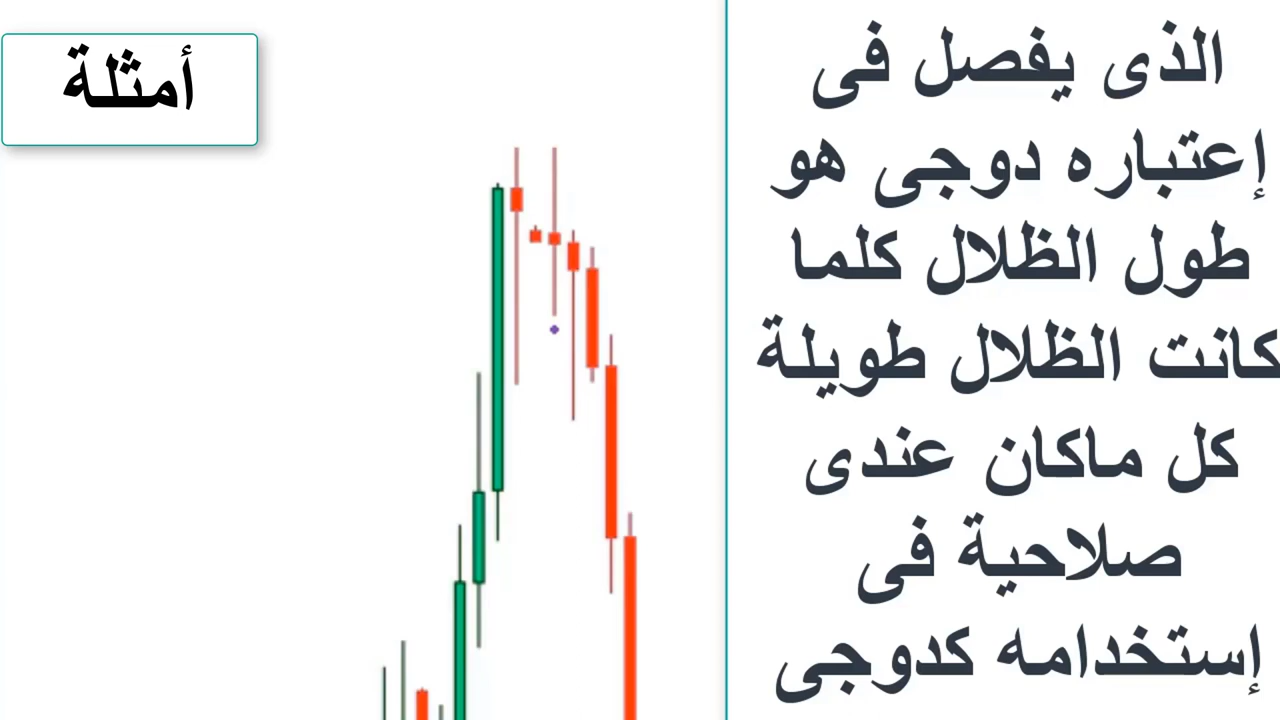 أمثلة
الذى يفصل فى
إعتباره دوجى هو
طول الظلال كلما
كانت الظلال طويلة
كل ماكان عندى
صلاحية فى
إستخدامه كدوجى